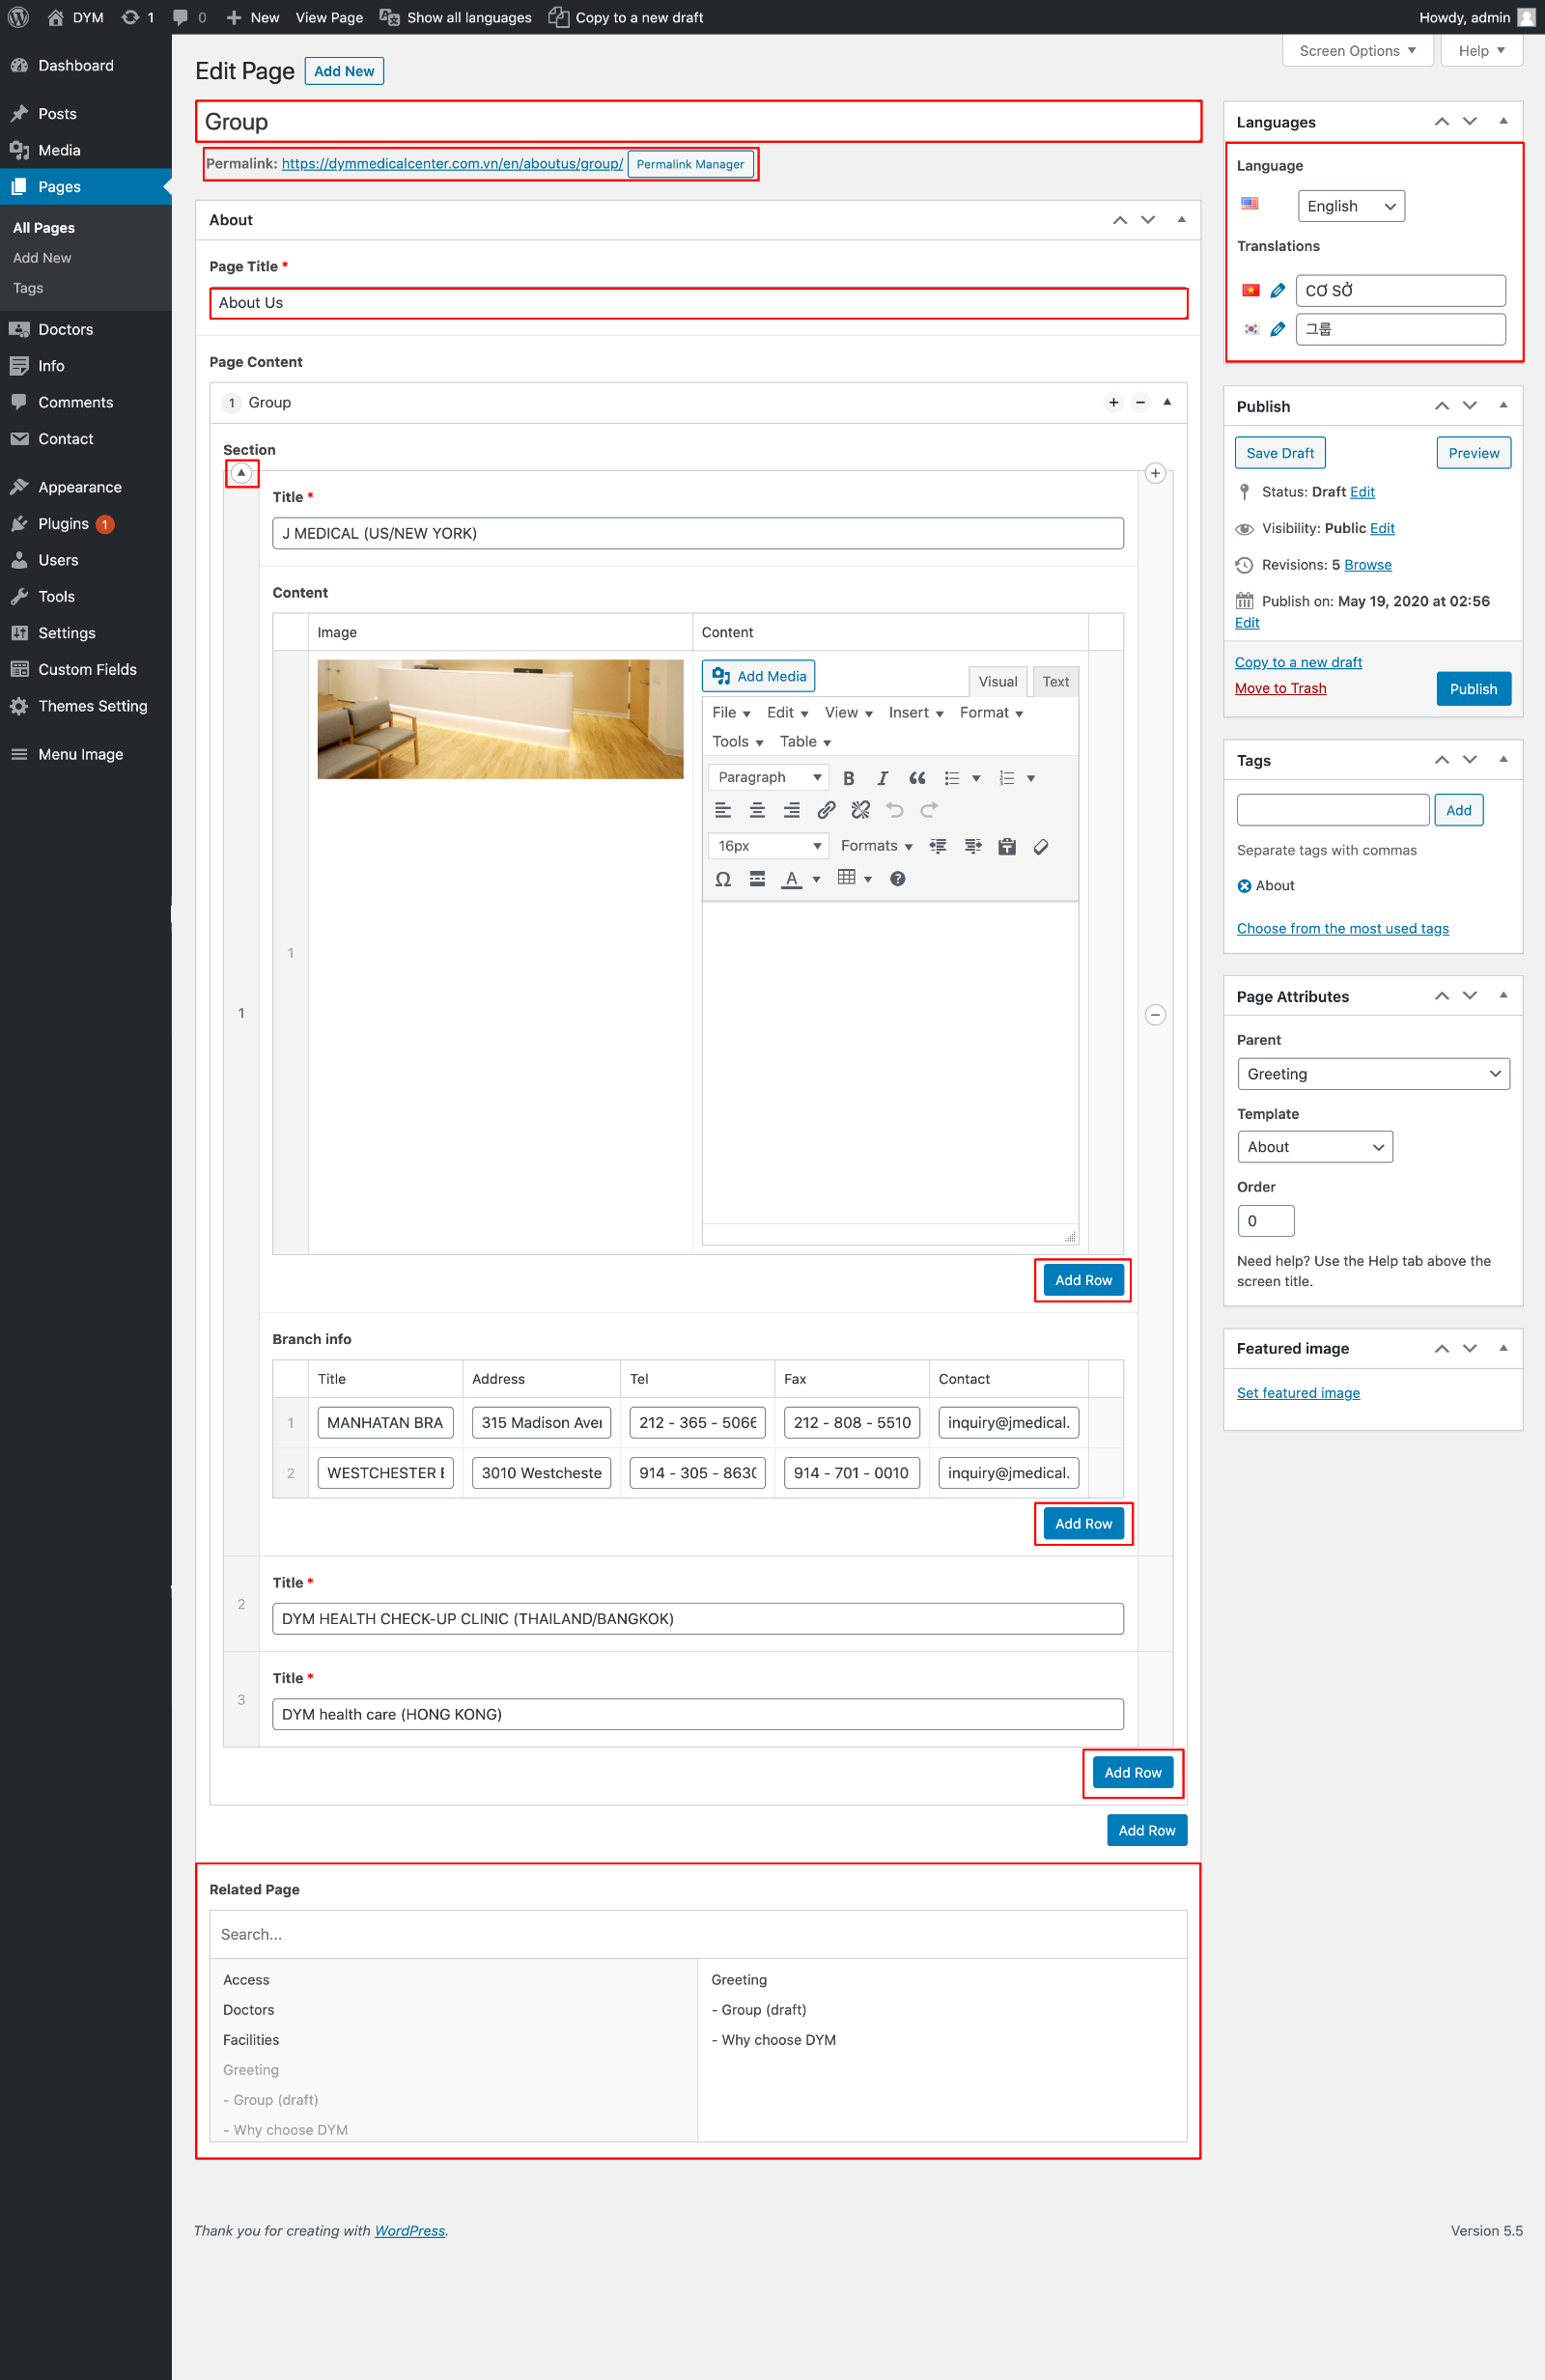 DYM 1 0 New View Page Show all languages Copy to a new draft Howdy, admin
Screen Options Help
Dashboard
Posts
Media
Pages
All Pages
Add New
Tags
Doctors
Info
Comments
Contact
Appearance
Plugins 1
Users
Tools
Settings
Custom Fields
Themes Setting
Menu Image
Edit Page Add New
Group
Permalink: https://dymmedicalcenter.com.vn/en/aboutus/group/ Permalink Manager
About
Page Title *
About Us
Page Content
1 Group
Section
1
Title *
J MEDICAL (US/NEW YORK)
Content
Image Content
1
Add Media Visual Text
File Edit View Insert Format
Tools Table
Paragraph
16px Formats
Add Row
Branch info
Title Address Tel Fax Contact
1 MANHATAN BRA 315 Madison Aver 212 - 365 - 5066 212 - 808 - 5510 inquiry@jmedical.
2 WESTCHESTER 3010 Westcheste 914 - 305 - 8630 914 - 701 - 0010 inquiry@jmedical.
Add Row
2
Title *
DYM HEALTH CHECK-UP CLINIC (THAILAND/BANGKOK)
3
Title *
DYM health care (HONG KONG)
Add Row
Add Row
Related Page
Search...
Access
Doctors
Facilities
Greeting
- Group (draft)
- Why choose DYM
Greeting
- Group (draft)
- Why choose DYM
Languages
Language
English
Translations
CƠ SỞ
그룹
Publish
Save Draft Preview
Status: Draft Edit
Visibility: Public Edit
Revisions: 5 Browse
Publish on: May 19, 2020 at 02:56
Edit
Copy to a new draft
Move to Trash Publish
Tags
Add
Separate tags with commas
About
Choose from the most used tags
Page Attributes
Parent
Greeting
Template
About
Order
0
Need help? Use the Help tab above the
screen title.
Featured image
Set featured image
Thank you for creating with WordPress. Version 5.5